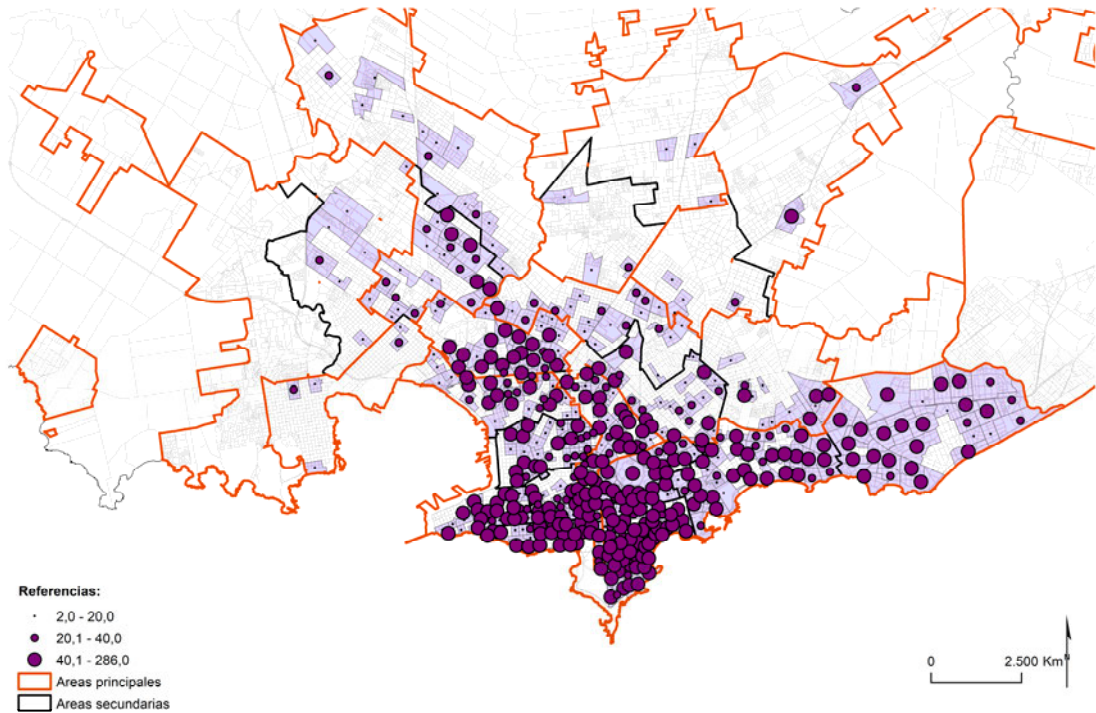 Referencias:
2,0 - 20,0
20,1 - 40,0
40,1 - 286,0
Areas principales
Areas secundarias
0 2.500 Km
N